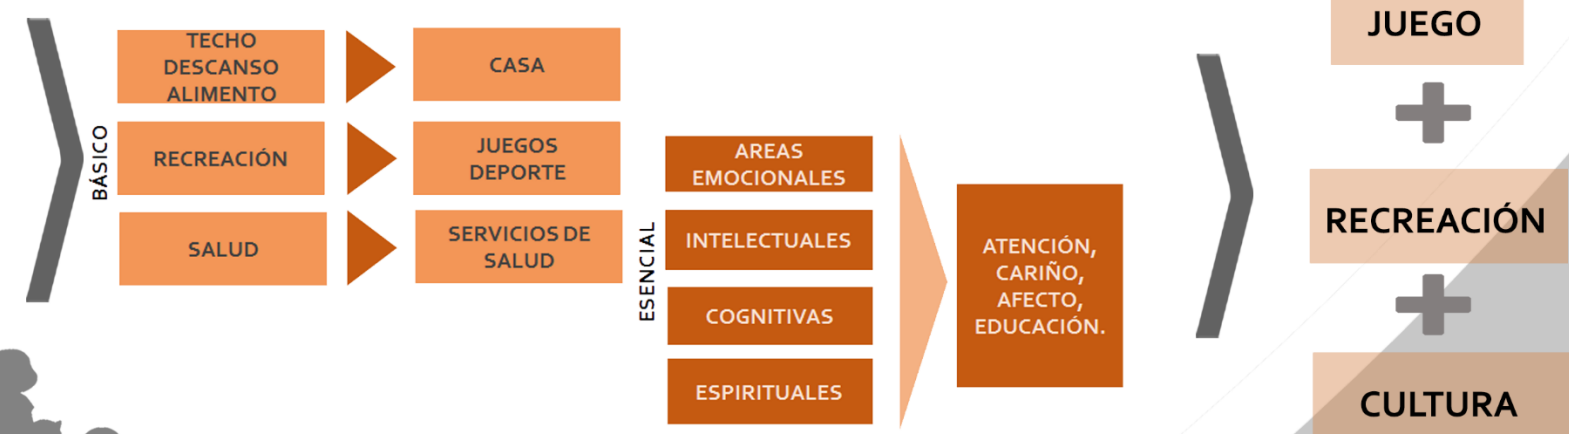 BÁSICO
TECHO
DESCANSO
ALIMENTO
CASA
RECREACIÓN
JUEGOS
DEPORTE
SALUD
SERVICIOS DE
SALUD
ESENCIAL
AREAS
EMOCIONALES
INTELECTUALES
COGNITIVAS
ESPIRITUALES
ATENCIÓN,
CARIÑO,
AFECTO,
EDUCACIÓN.
JUEGO
RECREACIÓN
CULTURA